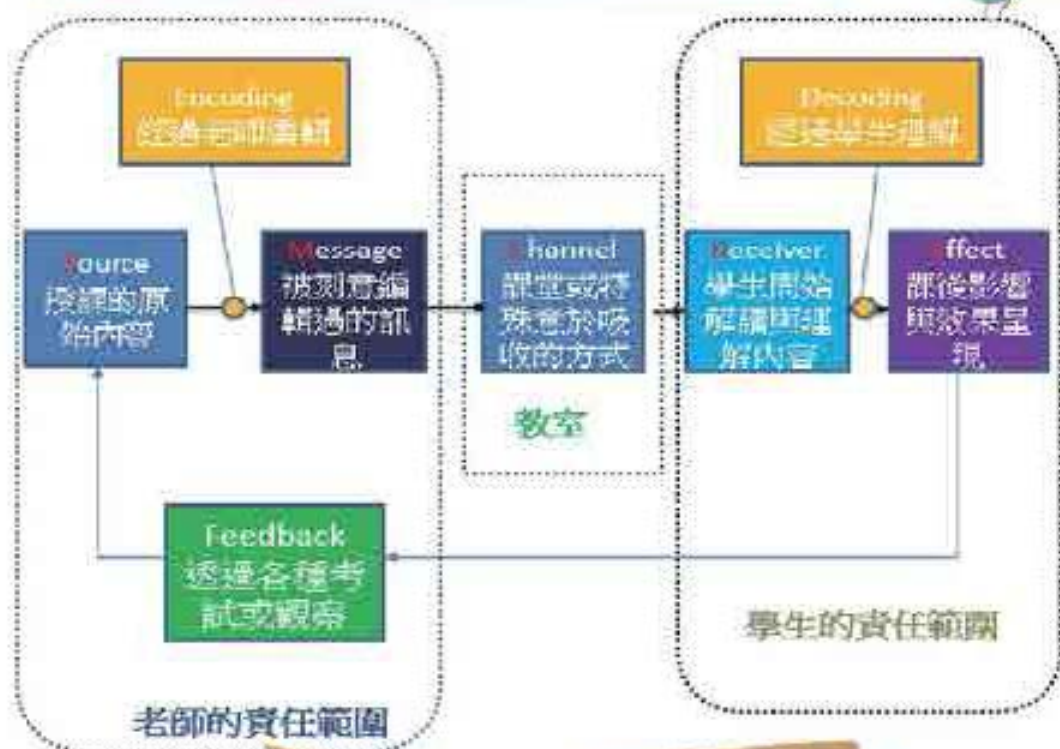 Encoding
經過老師編輯
Decoding
透過學生理解
Source
授課的原
始內容
Message
被刻意編
輯過的訊
息
Channel
課堂或特
殊意於吸
收的方式
Receiver
學生開始
解讀與理
解內容
Effect
課後影響
與效果呈
現
教室
Feedback
透過各種考
試或觀察
學生的責任範圍
老師的責任範圍